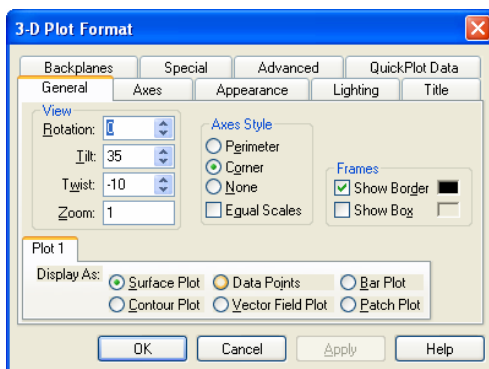 3-D Plot Format
Backplanes Special Advanced QuickPlot Data
General Axes Appearance Lighting Title
View
Rotation: 0
Tilt: 35
Twist: -10
Zoom: 1
Axes Style
Perimeter
Corner
None
Equal Scales
Frames
Show Border
Show Box
Plot 1
Display As: Surface Plot Data Points Bar Plot
Contour Plot Vector Field Plot Patch Plot
OK Cancel Apply Help